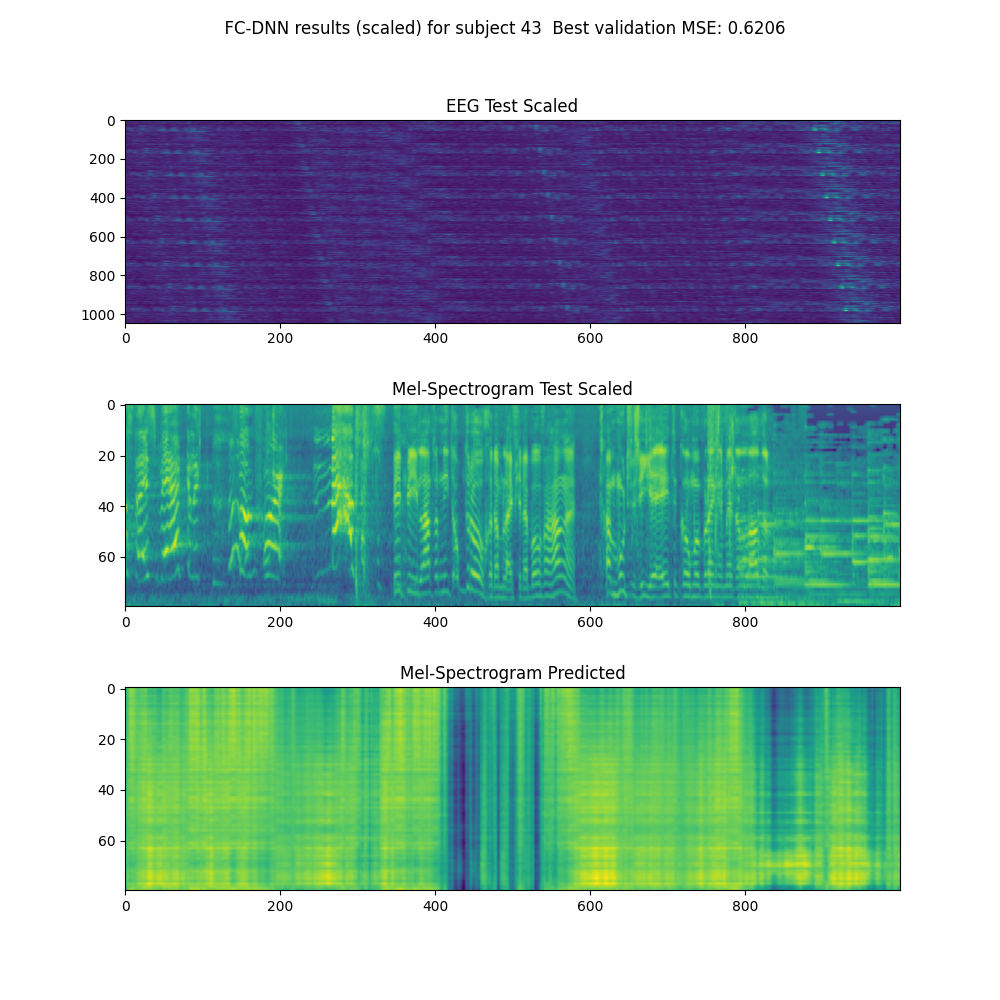 FC-DNN results (scaled) for subject 43  Best validation MSE: 0.6206
EEG Test Scaled
0
200
400
600
800
1000
0 200 400 600 800
Mel-Spectrogram Test Scaled
0
20
40
60
0 200 400 600 800
Mel-Spectrogram Predicted
0
20
40
60
0 200 400 600 800